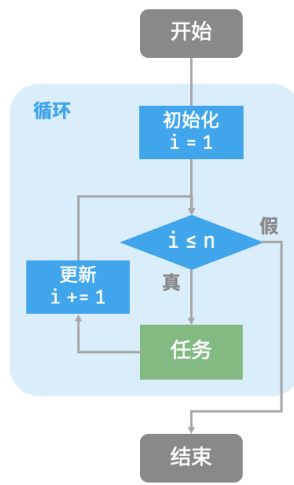 开始
循环
初始化
i = 1
i ≤ n
假
真
更新
i += 1
任务
结束